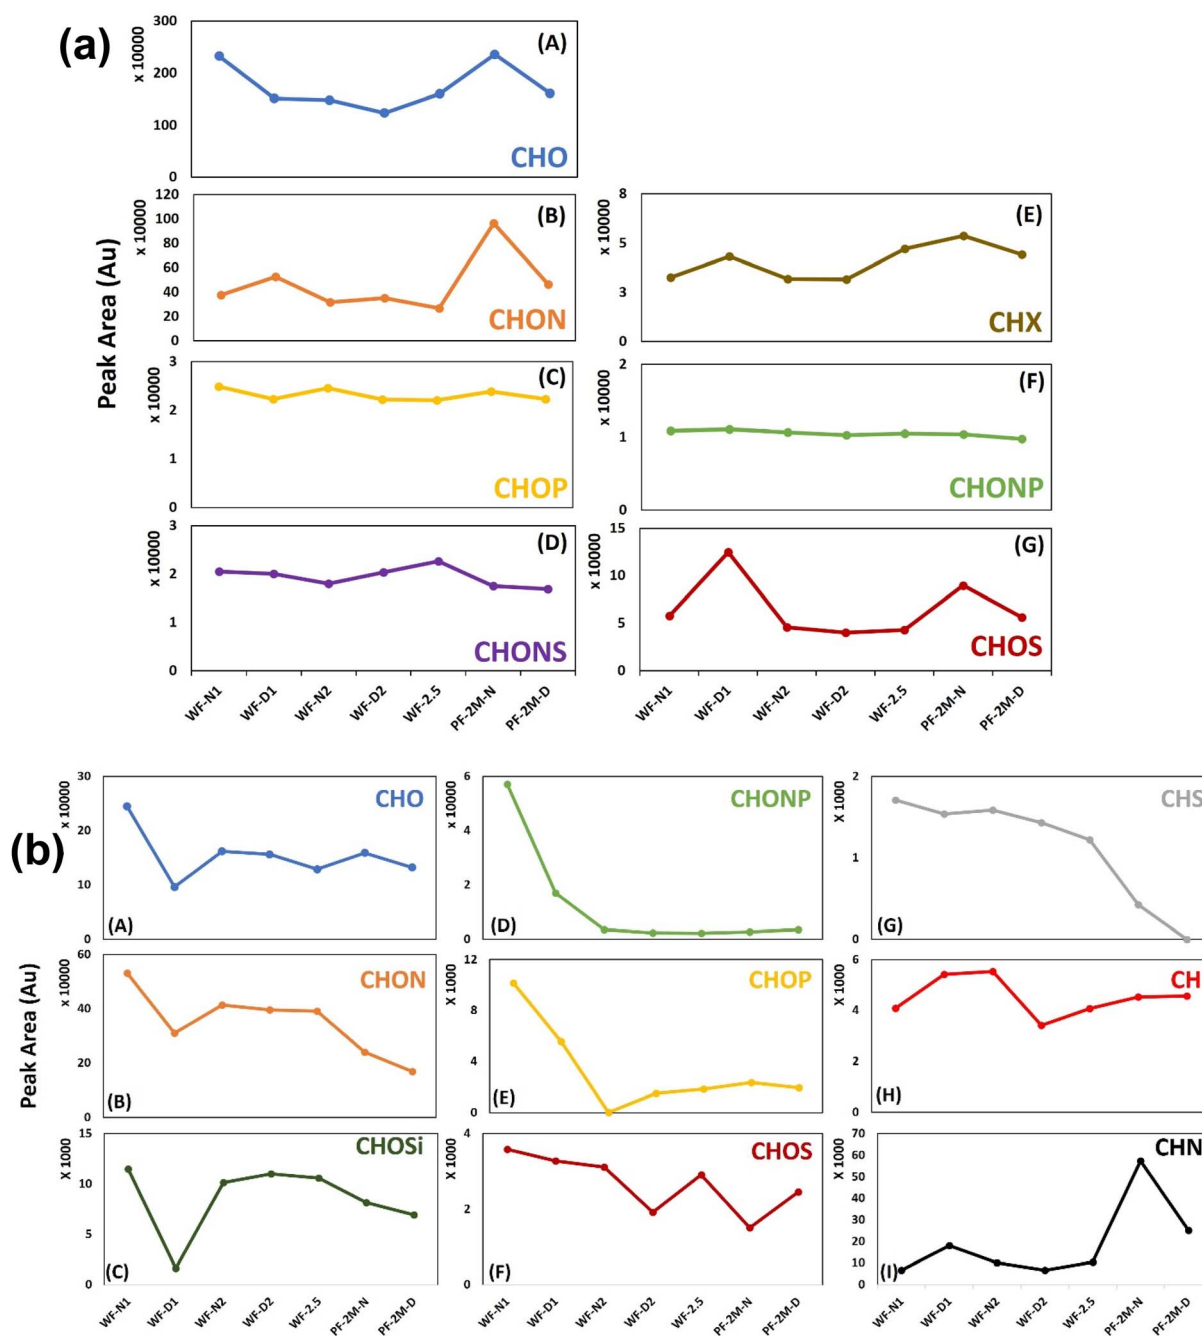 (a)
Peak Area (Au)
x 10000
300
200
100
0
(A)
CHO
x 10000
120
100
80
60
40
20
0
(B)
CHON
x 10000
8
5
3
0
(E)
CHX
x 10000
3
2
1
0
(C)
CHOP
x 10000
2
1
0
(F)
CHONP
x 10000
3
2
1
0
(D)
CHONS
x 10000
15
10
5
0
(G)
CHOS
WF-N1
WF-D1
WF-N2
WF-D2
WF-2.5
PF-2M-N
PF-2M-D
WF-N1
WF-D1
WF-N2
WF-D2
WF-2.5
PF-2M-N
PF-2M-D
(b)
Peak Area (Au)
x 10000
30
20
10
0
CHO
(A)
x 10000
6
4
2
0
CHONP
(D)
X 10000
2
1
0
CHS
(G)
x 10000
60
40
20
0
CHON
(B)
x 1000
12
8
4
0
CHOP
(E)
x 1000
6
4
2
0
CH
(H)
X 1000
15
10
5
0
CHOSi
(C)
X 1000
4
2
0
CHOS
(F)
X 1000
70
60
50
40
30
20
10
0
CHN
(I)
WF-N1
WF-D1
WF-N2
WF-D2
WF-2.5
PF-2M-N
PF-2M-D
WF-N1
WF-D1
WF-N2
WF-D2
WF-2.5
PF-2M-N
PF-2M-D
WF-N1
WF-D1
WF-N2
WF-D2
WF-2.5
PF-2M-N
PF-2M-D